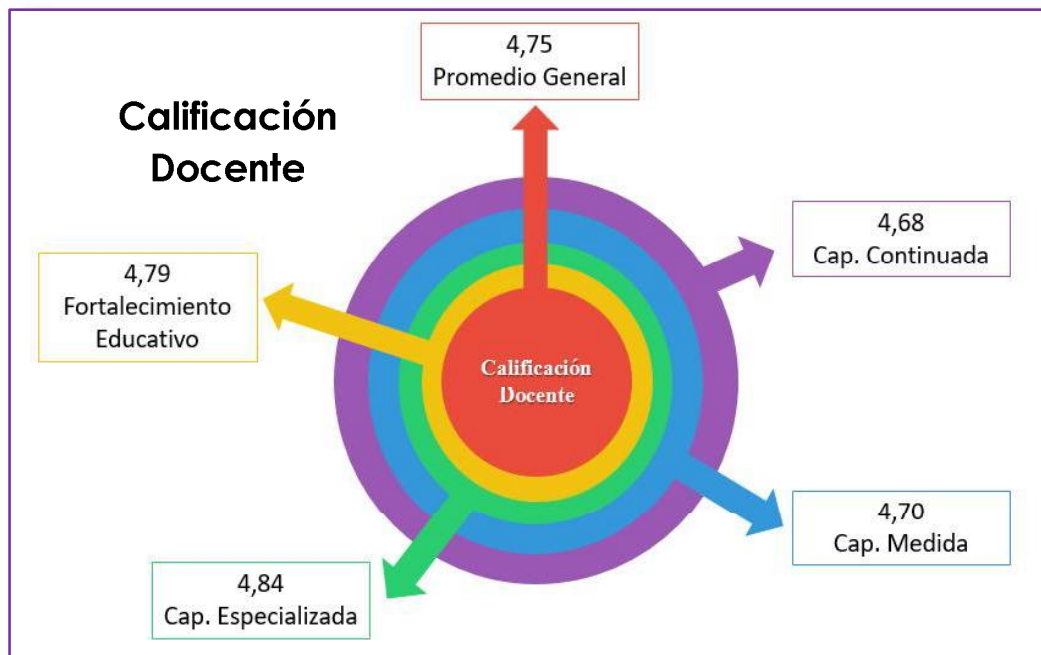 Calificación
Docente
4,75
Promedio General
4,68
Cap. Continuada
4,79
Fortalecimiento
Educativo
Calificación
Docente
4,70
Cap. Medida
4,84
Cap. Especializada